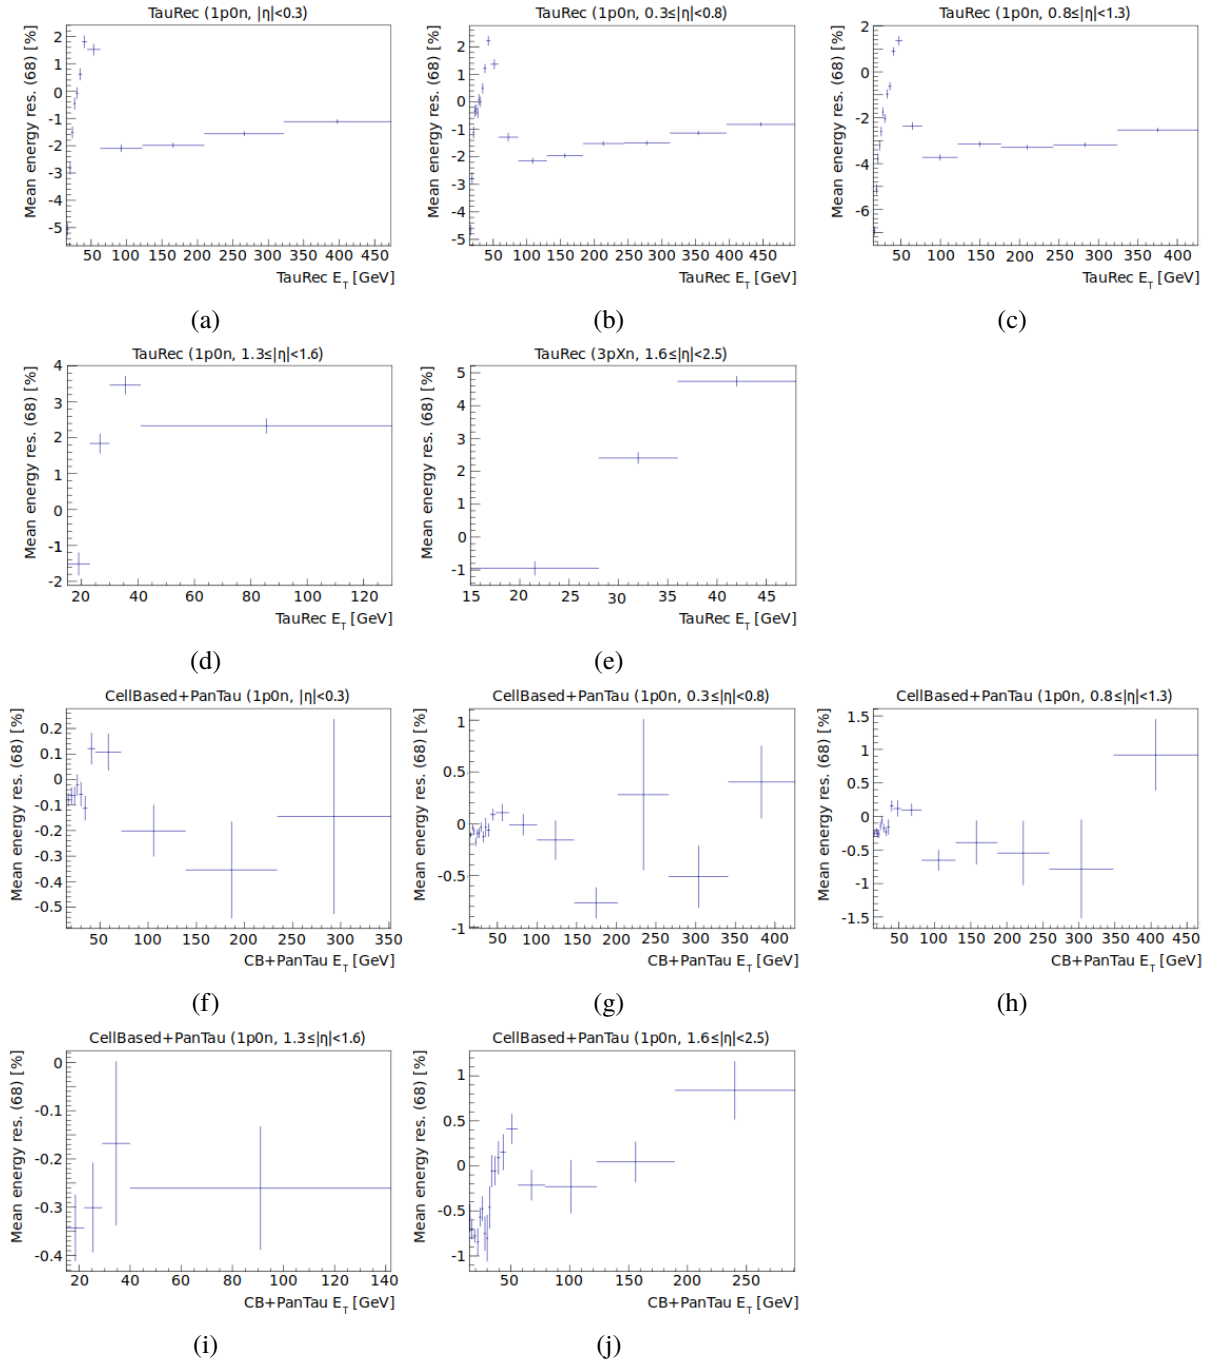 TauRec (1p0n, |η|<0.3)
Mean energy res. (68) [%]
2
1
0
-1
-2
-3
-4
-5
50 100 150 200 250 300 350 400 450
TauRec E_T [GeV]
(a)
TauRec (1p0n, 0.3≤|η|<0.8)
Mean energy res. (68) [%]
2
1
0
-1
-2
-3
-4
-5
50 100 150 200 250 300 350 400 450
TauRec E_T [GeV]
(b)
TauRec (1p0n, 0.8≤|η|<1.3)
Mean energy res. (68) [%]
2
0
-2
-4
-6
50 100 150 200 250 300 350 400
TauRec E_T [GeV]
(c)
TauRec (1p0n, 1.3≤|η|<1.6)
Mean energy res. (68) [%]
4
3
2
1
0
-1
-2
20 40 60 80 100 120
TauRec E_T [GeV]
(d)
TauRec (3pXn, 1.6≤|η|<2.5)
Mean energy res. (68) [%]
5
4
3
2
1
0
-1
15 20 25 30 35 40 45
TauRec E_T [GeV]
(e)
CellBased+PanTau (1p0n, |η|<0.3)
Mean energy res. (68) [%]
0.2
0.1
0
-0.1
-0.2
-0.3
-0.4
-0.5
50 100 150 200 250 300 350
CB+PanTau E_T [GeV]
(f)
CellBased+PanTau (1p0n, 0.3≤|η|<0.8)
Mean energy res. (68) [%]
1
0.5
0
-0.5
-1
50 100 150 200 250 300 350 400
CB+PanTau E_T [GeV]
(g)
CellBased+PanTau (1p0n, 0.8≤|η|<1.3)
Mean energy res. (68) [%]
1.5
1
0.5
0
-0.5
-1
-1.5
50 100 150 200 250 300 350 400 450
CB+PanTau E_T [GeV]
(h)
CellBased+PanTau (1p0n, 1.3≤|η|<1.6)
Mean energy res. (68) [%]
0
-0.1
-0.2
-0.3
-0.4
20 40 60 80 100 120 140
CB+PanTau E_T [GeV]
(i)
CellBased+PanTau (1p0n, 1.6≤|η|<2.5)
Mean energy res. (68) [%]
1
0.5
0
-0.5
-1
50 100 150 200 250
CB+PanTau E_T [GeV]
(j)